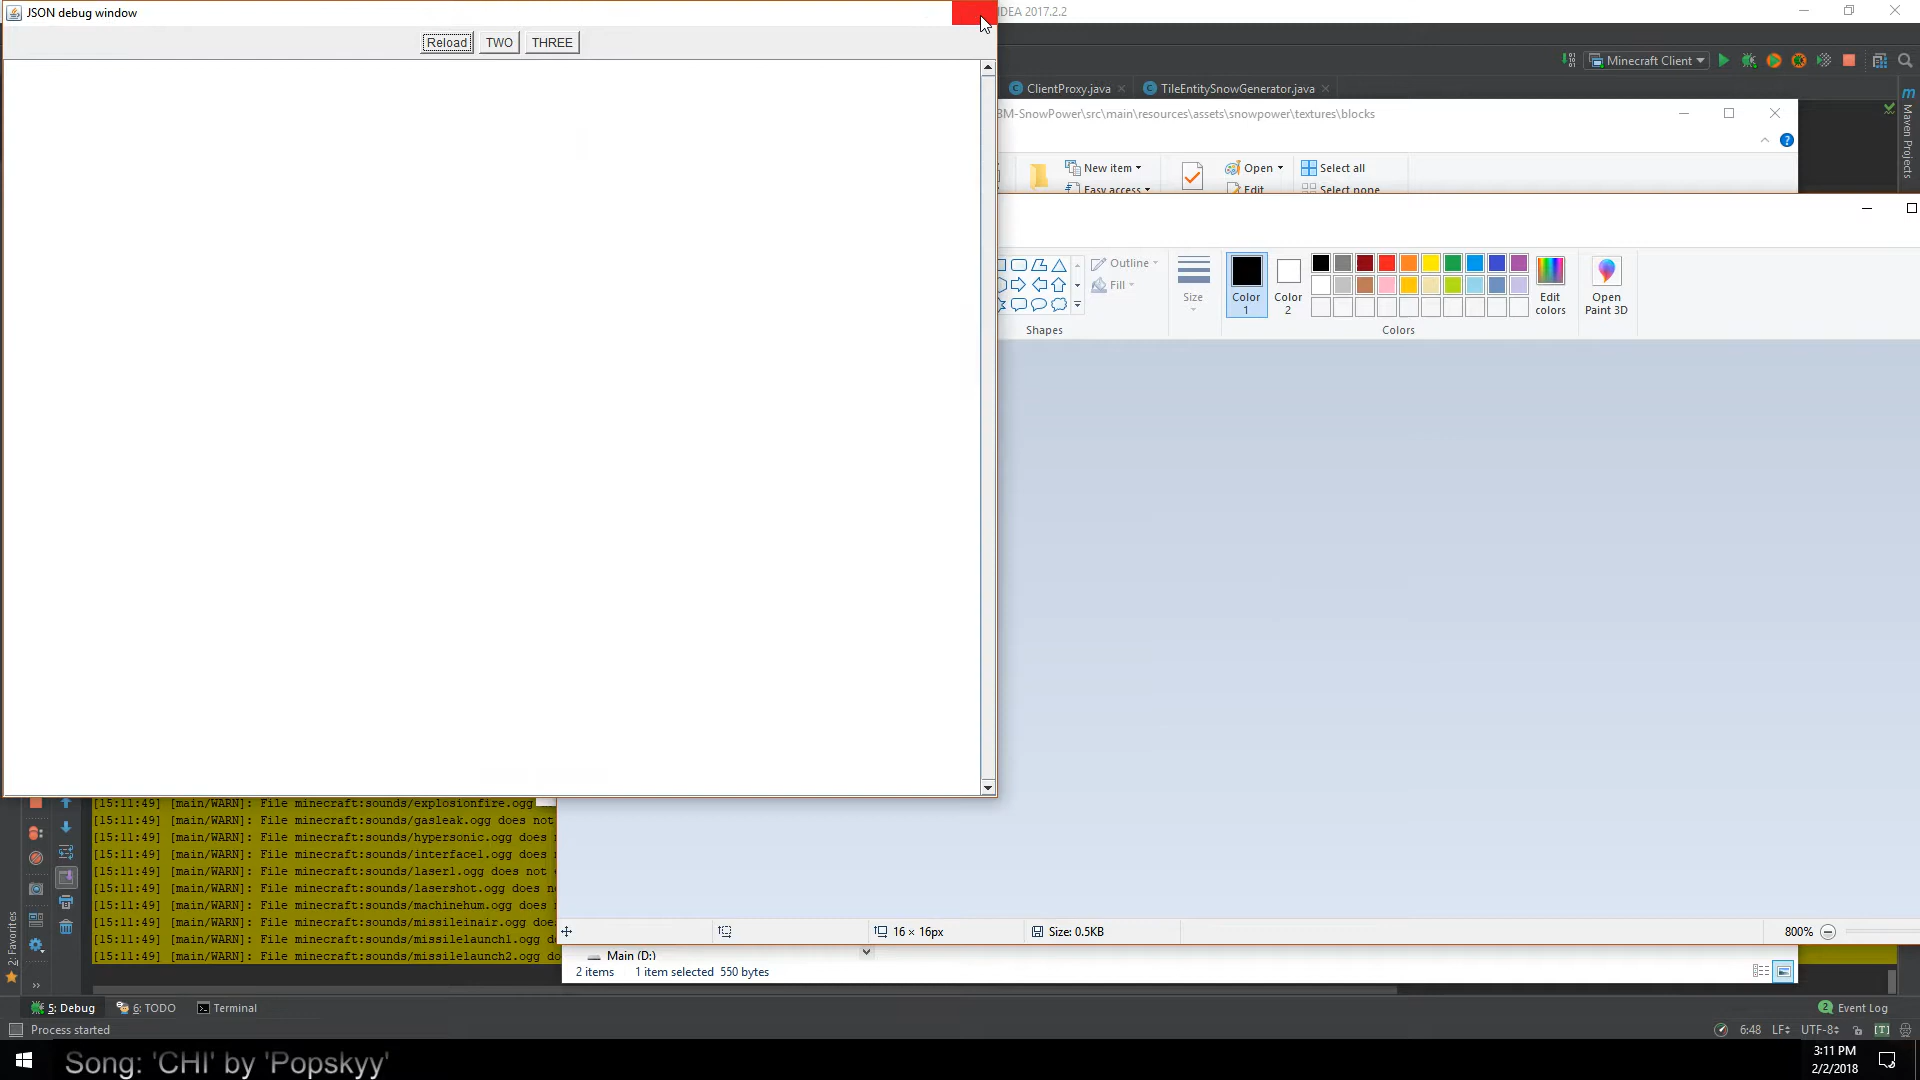 JSON debug window
IDEA 2017.2.2
Reload
TWO
THREE
Minecraft Client
ClientProxy.java
TileEntitySnowGenerator.java
BM-SnowPower\src\main\resources\assets\snowpower\textures\blocks
New item
Open
Select all
Easy access
Edit
Select none
Maven Projects
Outline
Fill
Size
Color
1
Color
2
Edit
colors
Open
Paint 3D
Shapes
Colors
[15:11:49] [main/WARN]: File minecraft:sounds/explosionfire.ogg
[15:11:49] [main/WARN]: File minecraft:sounds/gasleak.ogg does not
[15:11:49] [main/WARN]: File minecraft:sounds/hypersonic.ogg does
[15:11:49] [main/WARN]: File minecraft:sounds/interface1.ogg does
[15:11:49] [main/WARN]: File minecraft:sounds/laser1.ogg does not
[15:11:49] [main/WARN]: File minecraft:sounds/lasershot.ogg does
[15:11:49] [main/WARN]: File minecraft:sounds/machinehum.ogg does
[15:11:49] [main/WARN]: File minecraft:sounds/missileinair.ogg
[15:11:49] [main/WARN]: File minecraft:sounds/missilelaunch1.ogg
[15:11:49] [main/WARN]: File minecraft:sounds/missilelaunch2.ogg
2: Favorites
16 × 16px
Size: 0.5KB
800%
Main (D:)
2 items 1 item selected 550 bytes
5: Debug
6: TODO
Terminal
2 Event Log
Process started
6:48 LF UTF-8 [T]
Song: 'CHI' by 'Popskyy'
3:11 PM
2/2/2018